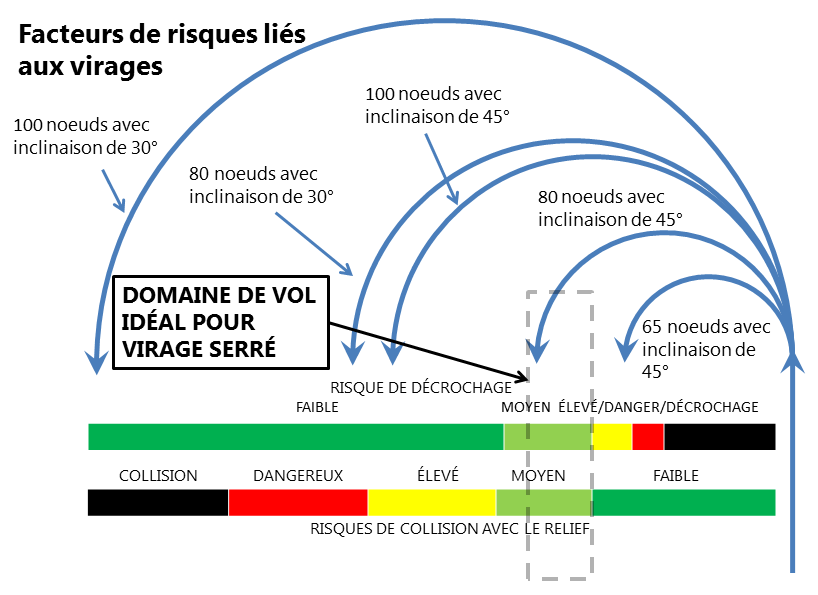 Facteurs de risques liés
aux virages
100 noeuds avec
inclinaison de 45°
100 noeuds avec
inclinaison de 30°
80 noeuds avec
inclinaison de 30°
80 noeuds avec
inclinaison de 45°
DOMAINE DE VOL
IDÉAL POUR
VIRAGE SERRÉ
65 noeuds avec
inclinaison de
45°
RISQUE DE DÉCROCHAGE
FAIBLE MOYEN ÉLEVÉ/DANGER/DÉCROCHAGE
COLLISION DANGEREUX ÉLEVÉ MOYEN FAIBLE
RISQUES DE COLLISION AVEC LE RELIEF